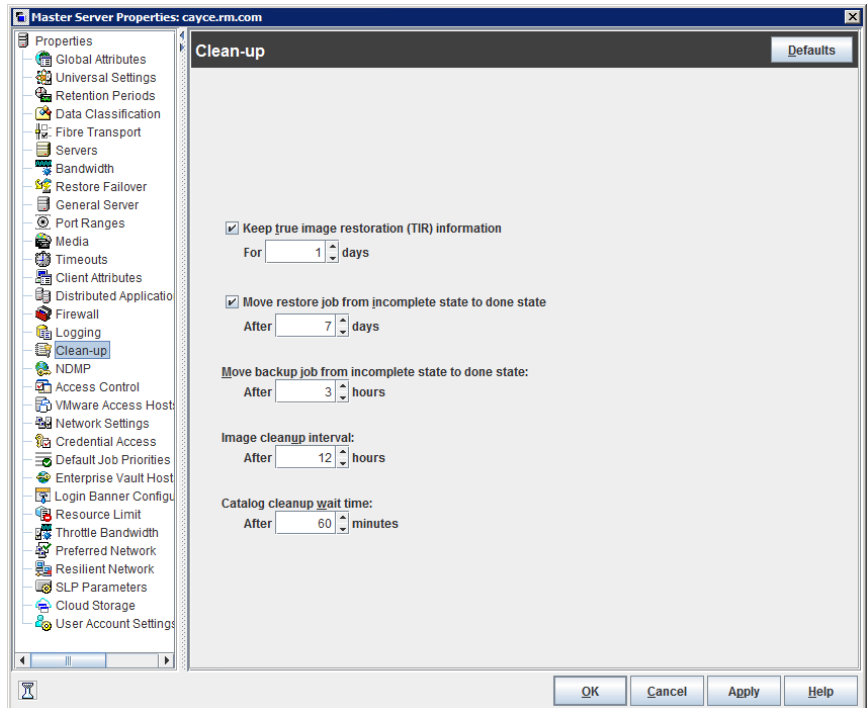 Master Server Properties: cayce.rm.com
Properties
Global Attributes
Universal Settings
Retention Periods
Data Classification
Fibre Transport
Servers
Bandwidth
Restore Failover
General Server
Port Ranges
Media
Timeouts
Client Attributes
Distributed Applicatio
Firewall
Logging
Clean-up
NDMP
Access Control
VMware Access Hosts
Network Settings
Credential Access
Default Job Priorities
Enterprise Vault Host
Login Banner Configu
Resource Limit
Throttle Bandwidth
Preferred Network
Resilient Network
SLP Parameters
Cloud Storage
User Account Settings
Clean-up
Defaults
Keep true image restoration (TIR) information
For 1 days
Move restore job from incomplete state to done state
After 7 days
Move backup job from incomplete state to done state:
After 3 hours
Image cleanup interval:
After 12 hours
Catalog cleanup wait time:
After 60 minutes
OK
Cancel
Apply
Help